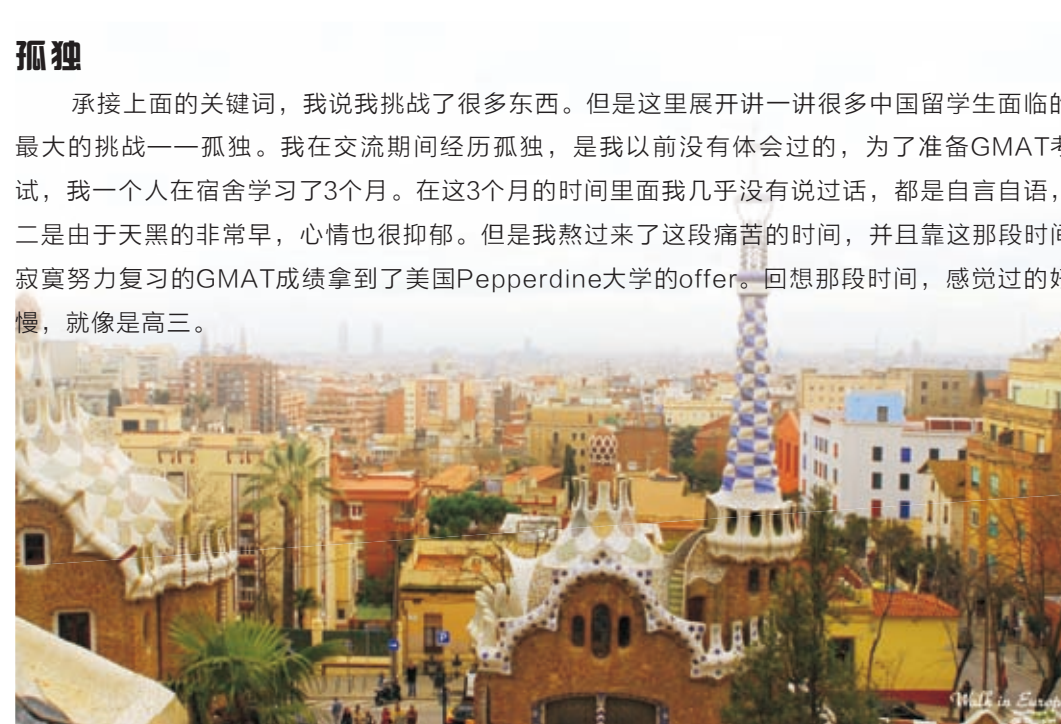 孤独
承接上面的关键词，我说我挑战了很多东西。但是这里展开讲一讲很多中国留学生面临的
最大的挑战——孤独。我在交流期间经历孤独，是我以前没有体会过的，为了准备GMAT考
试，我一个人在宿舍学习了3个月。在这3个月的时间里面我几乎没有说过话，都是自言自语，
二是由于天黑的非常早，心情也很抑郁。但是我熬过来了这段痛苦的时间，并且靠这那段时间
寂寞努力复习的GMAT成绩拿到了美国Pepperdine大学的offer。回想那段时间，感觉过的好
慢，就像是高三。
P
Walk in Europ